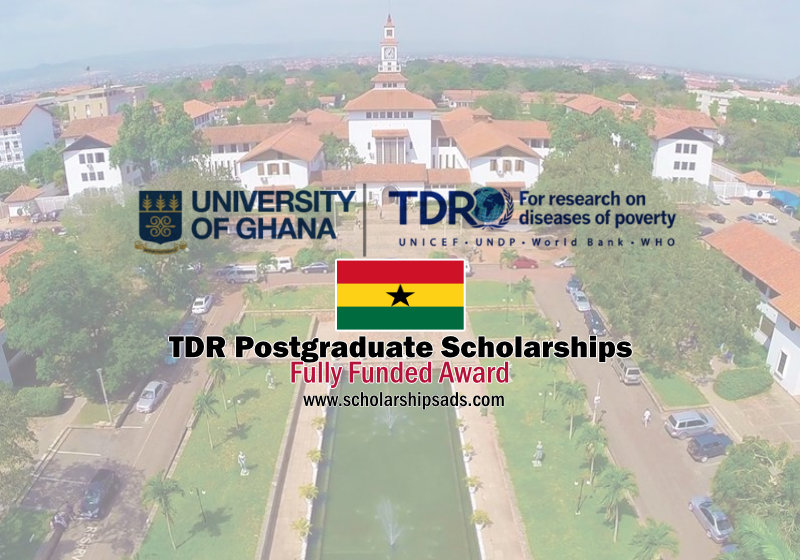 UNIVERSITY
OF GHANA
TDR
For research on
diseases of poverty
UNICEF · UNDP · World Bank · WHO
TDR Postgraduate Scholarships
Fully Funded Award
www.scholarshipsads.com